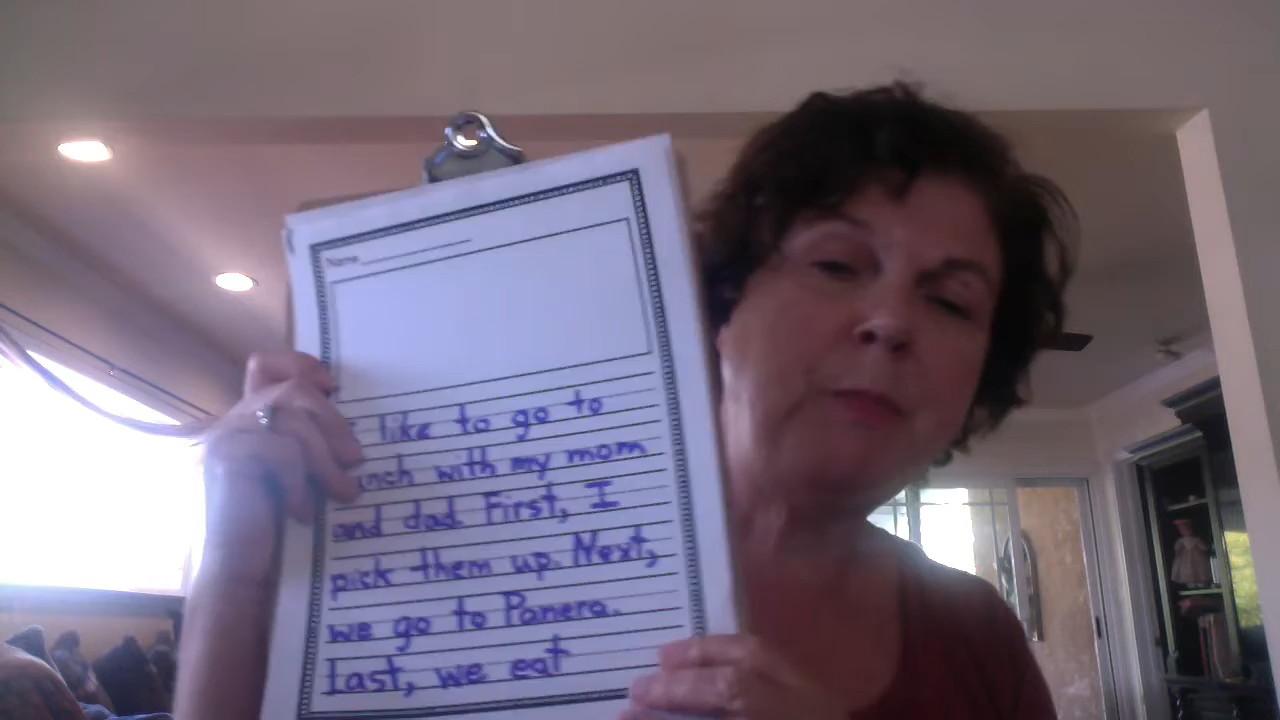 Name
I like to go to
unch with my mom
and dad. First, I
pick them up. Next,
we go to Panera.
Last, we eat